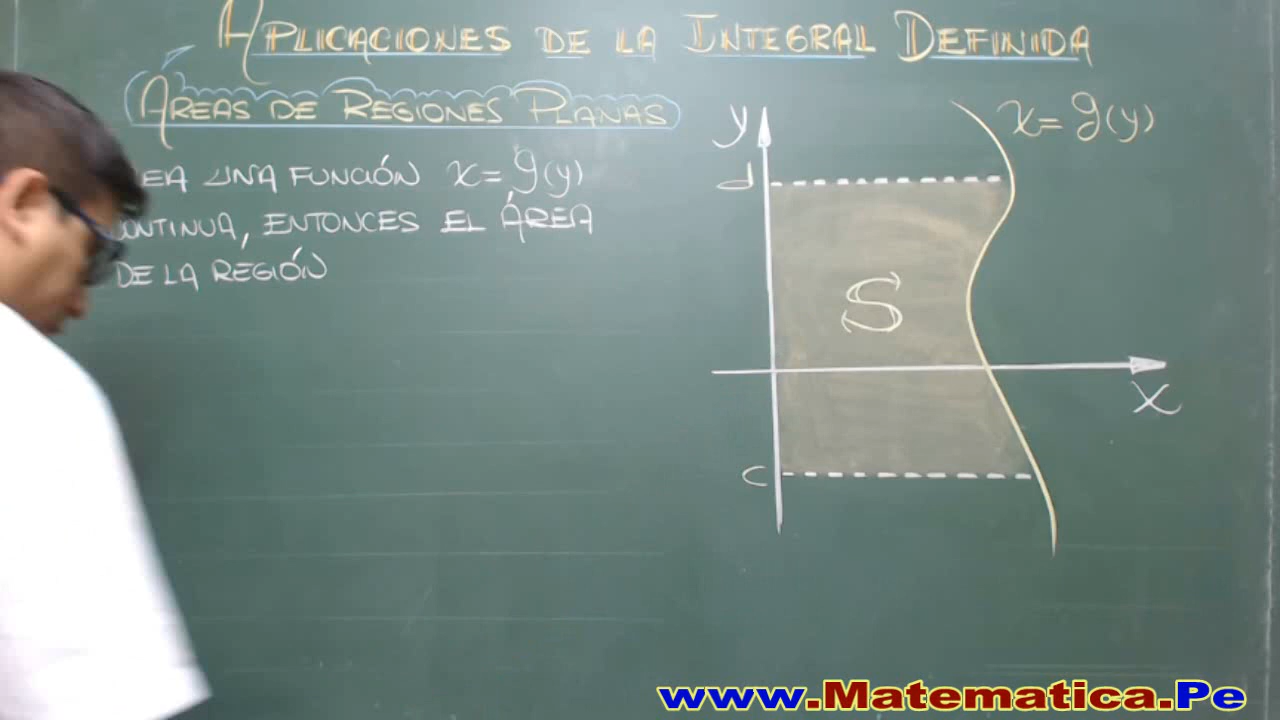 APLICACIONES DE LA INTEGRAL DEFINIDA
ÁREAS DE REGIONES PLANAS
UNA FUNCIÓN x = g(y)
CONTINUA, ENTONCES EL ÁREA
DE LA REGIÓN
y
x = g(y)
d
S
x
c
www.Matematica.Pe